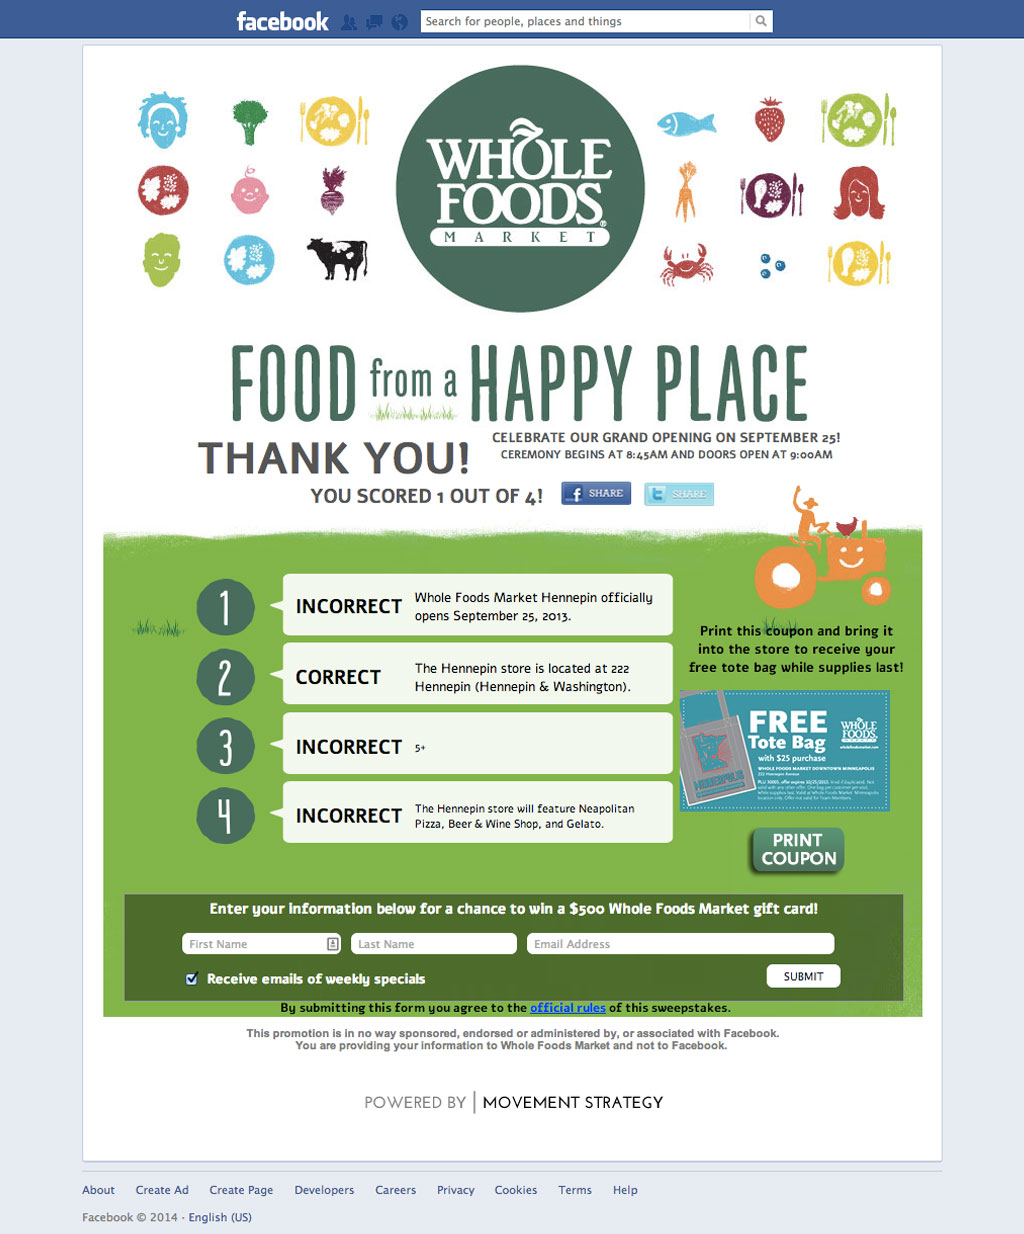 facebook
Search for people, places and things
WHOLE
FOODS
MARKET
FOOD from a HAPPY PLACE
THANK YOU!
CELEBRATE OUR GRAND OPENING ON SEPTEMBER 25!
CEREMONY BEGINS AT 8:45AM AND DOORS OPEN AT 9:00AM
YOU SCORED 1 OUT OF 4!
f SHARE
t SHARE
1
INCORRECT
Whole Foods Market Hennepin officially
opens September 25, 2013.
2
CORRECT
The Hennepin store is located at 222
Hennepin (Hennepin & Washington).
3
INCORRECT
5+
4
INCORRECT
The Hennepin store will feature Neapolitan
Pizza, Beer & Wine Shop, and Gelato.
Print this coupon and bring it
into the store to receive your
free tote bag while supplies last!
FREE
Tote Bag
with $25 purchase
WHOLE
FOODS
MARKET
wholefoodsmarket.com
MINNEAPOLIS
WHOLE FOODS MARKET DOWNTOWN MINNEAPOLIS
222 Hennepin Avenue
PRINT
COUPON
Enter your information below for a chance to win a $500 Whole Foods Market gift card!
First Name
Last Name
Email Address
Receive emails of weekly specials
SUBMIT
By submitting this form you agree to the official rules of this sweepstakes.
This promotion is in no way sponsored, endorsed or administered by, or associated with Facebook.
You are providing your information to Whole Foods Market and not to Facebook.
POWERED BY | MOVEMENT STRATEGY
About Create Ad Create Page Developers Careers Privacy Cookies Terms Help
Facebook © 2014 · English (US)